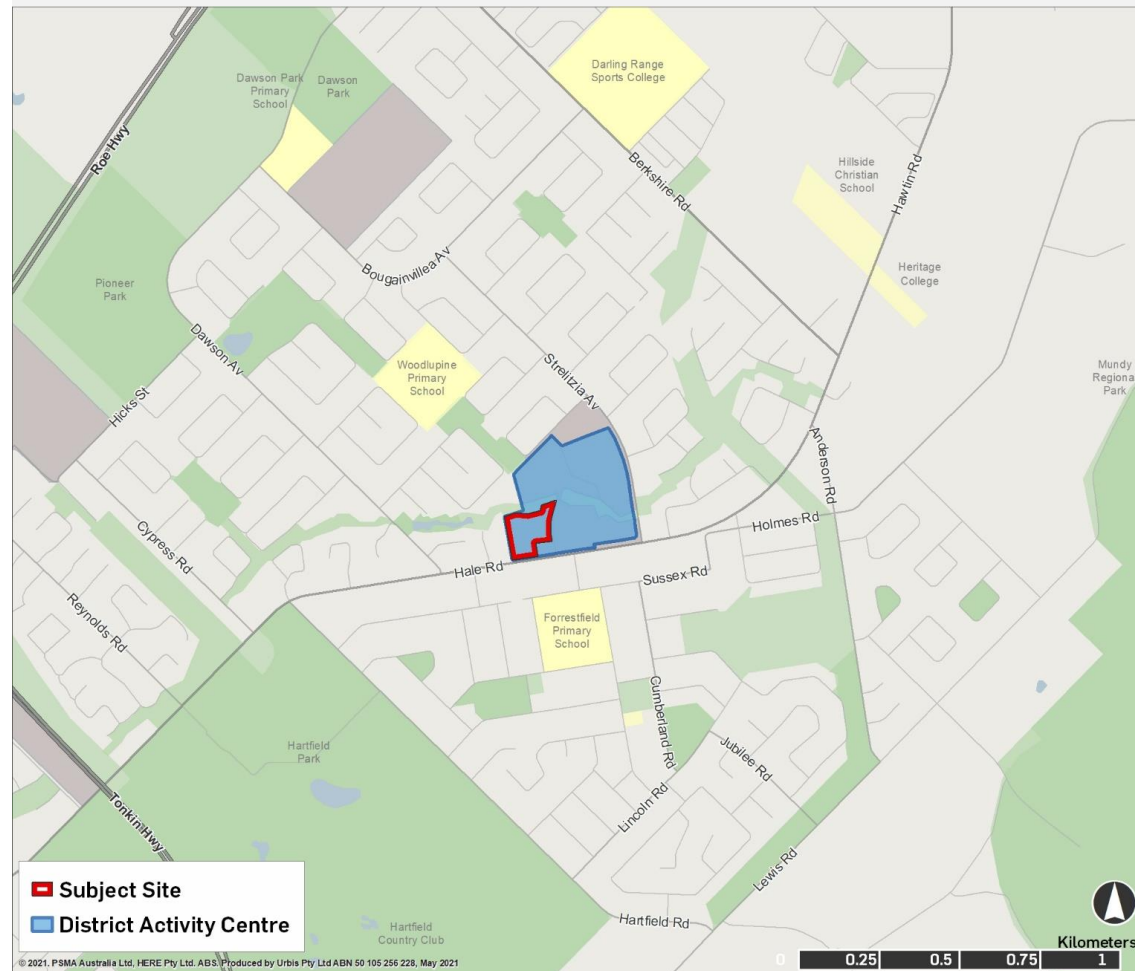 Darling Range
Sports College
Dawson Park
Primary
School
Dawson
Park
Roe Hwy
Berkshire Rd
Hillside
Christian
School
Hawtin Rd
Heritage
College
Bougainvillea Av
Pioneer
Park
Dawson Av
Woodlupine
Primary
School
Strelitzia Av
Mundy
Regiona
Park
Hicks St
Anderson Rd
Cypress Rd
Holmes Rd
Hale Rd
Sussex Rd
Reynolds Rd
Forrestfield
Primary
School
Cumberland Rd
Jubilee Rd
Hartfield
Park
Lincoln Rd
Tonkin Hwy
Lewis Rd
Subject Site
District Activity Centre
Hartfield
Country Club
Hartfield Rd
Kilometers
0 0.25 0.5 0.75 1
© 2021. PSMA Australia Ltd, HERE Pty Ltd. ABS. Produced by Urbis Pty Ltd ABN 50 105 256 228, May 2021